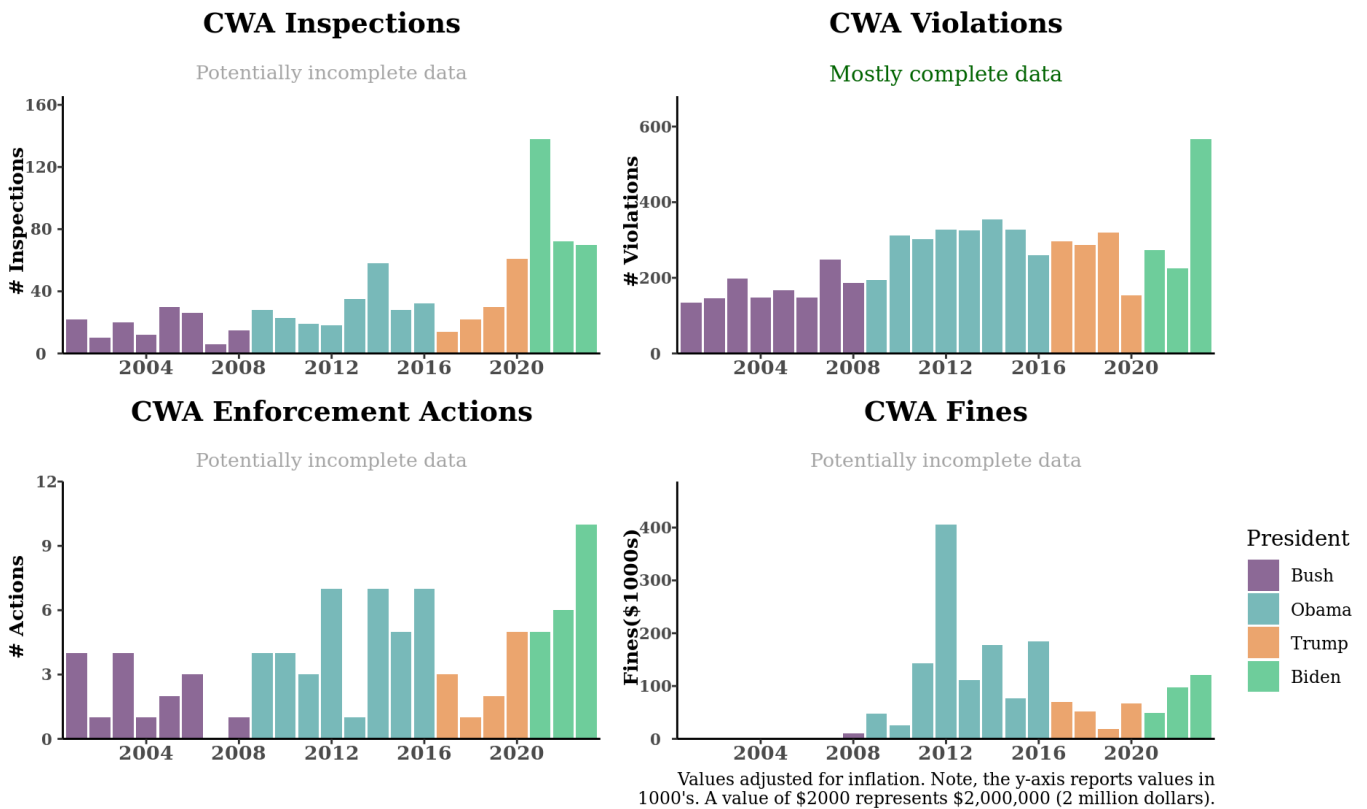 CWA Inspections
Potentially incomplete data
# Inspections
160
120
80
40
0
2004 2008 2012 2016 2020
CWA Violations
Mostly complete data
# Violations
600
400
200
0
2004 2008 2012 2016 2020
CWA Enforcement Actions
Potentially incomplete data
# Actions
12
9
6
3
0
2004 2008 2012 2016 2020
CWA Fines
Potentially incomplete data
Fines($1000s)
400
300
200
100
0
2004 2008 2012 2016 2020
President
Bush
Obama
Trump
Biden
Values adjusted for inflation. Note, the y-axis reports values in
1000's. A value of $2000 represents $2,000,000 (2 million dollars).